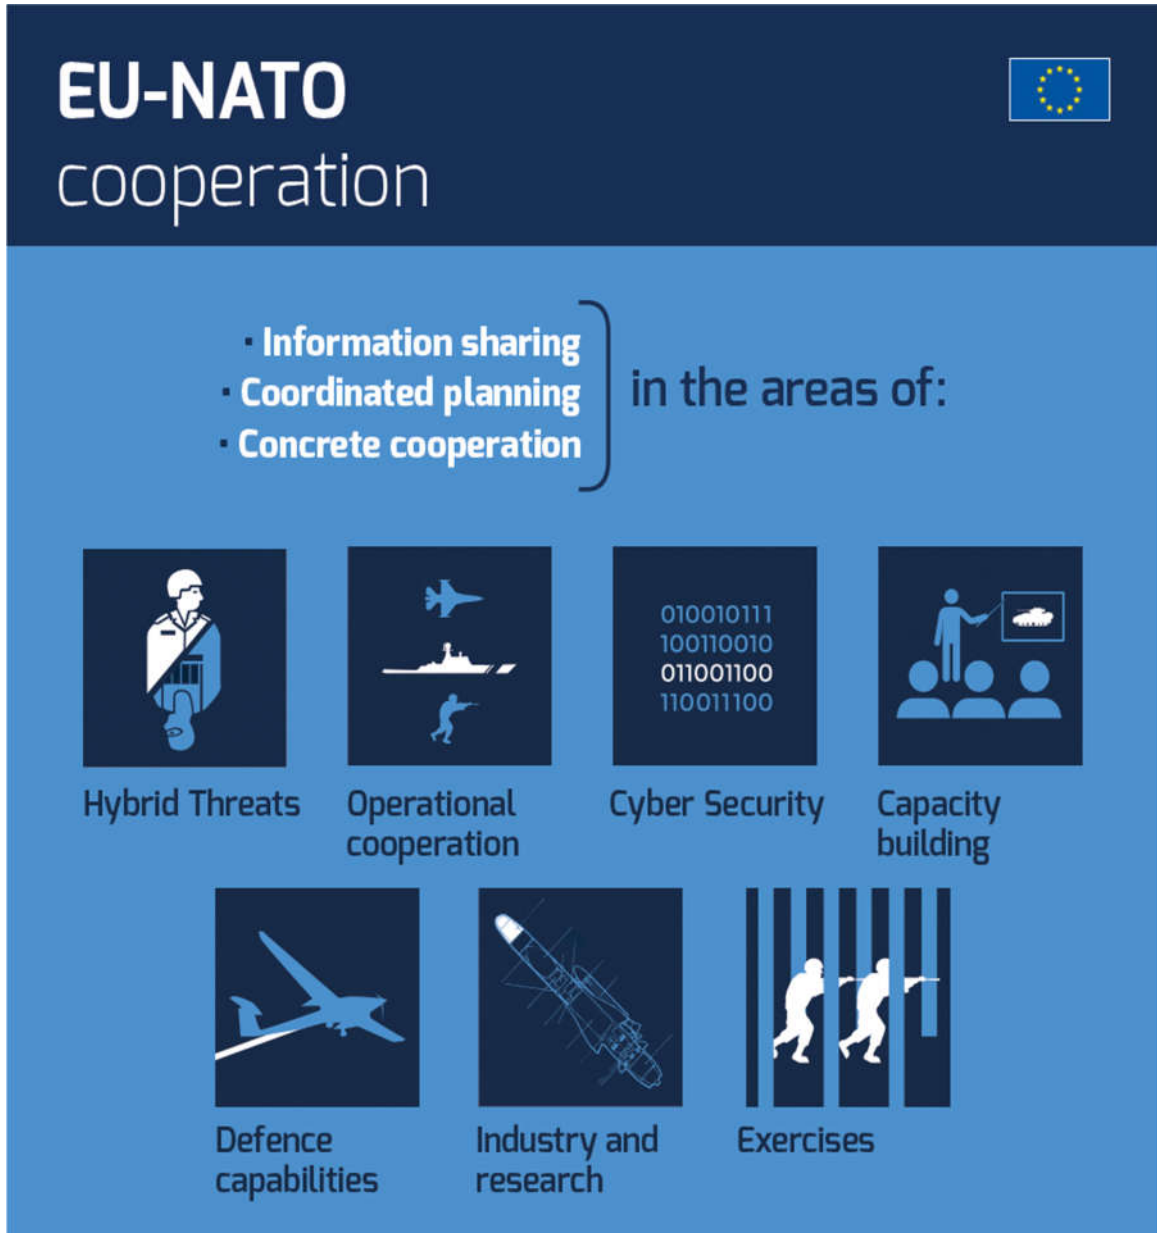 EU-NATO
cooperation
· Information sharing
· Coordinated planning
· Concrete cooperation
in the areas of:
010010111
100110010
011001100
110011100
Hybrid Threats
Operational
cooperation
Cyber Security
Capacity
building
Defence
capabilities
Industry and
research
Exercises